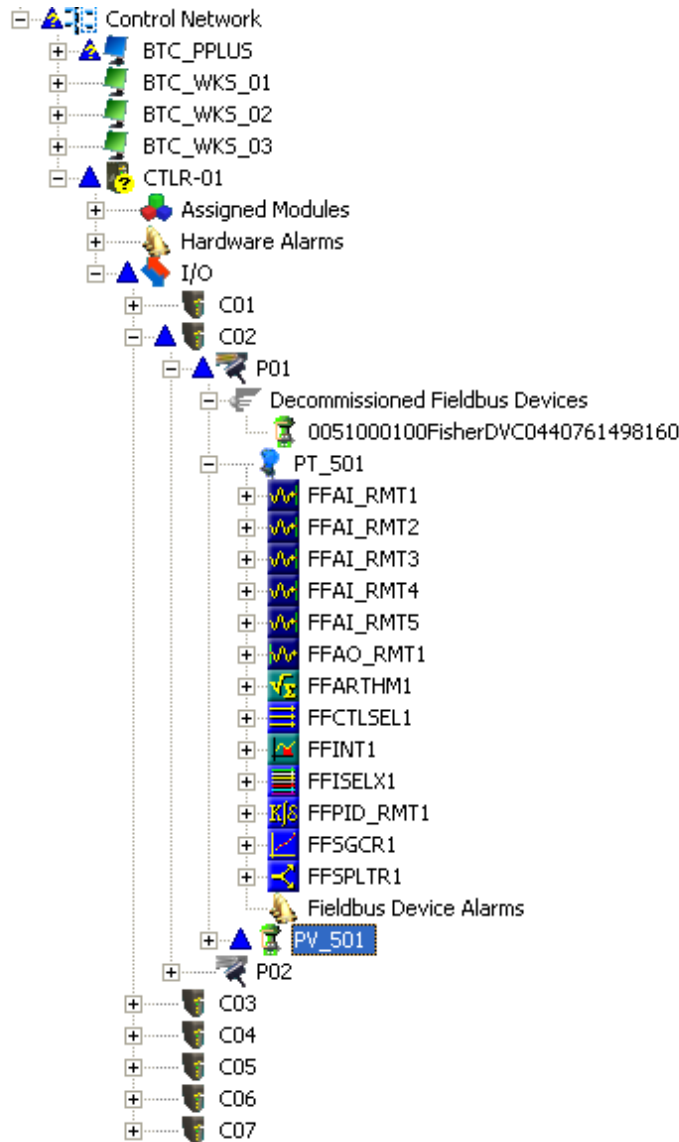 Control Network
BTC_PPLUS
BTC_WKS_01
BTC_WKS_02
BTC_WKS_03
CTLR-01
Assigned Modules
Hardware Alarms
I/O
C01
C02
P01
Decommissioned Fieldbus Devices
0051000100FisherDVC0440761498160
PT_501
FFAI_RMT1
FFAI_RMT2
FFAI_RMT3
FFAI_RMT4
FFAI_RMT5
FFAO_RMT1
FFARTHM1
FFCTLSEL1
FFINT1
FFISELX1
FFPID_RMT1
FFSGCR1
FFSPLTR1
Fieldbus Device Alarms
PV_501
P02
C03
C04
C05
C06
C07